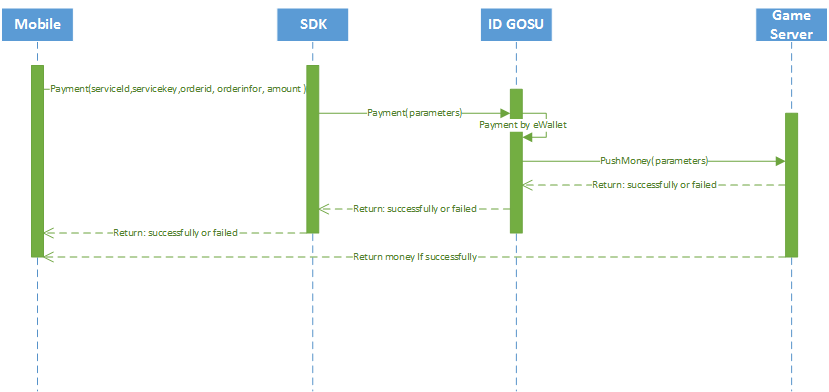 Mobile
SDK
ID GOSU
Game
Server
Payment(serviceId,servicekey,orderid, orderinfor, amount )
Payment(parameters)
Payment by eWallet
PushMoney(parameters)
Return: successfully or failed
Return: successfully or failed
Return: successfully or failed
Return money If successfully